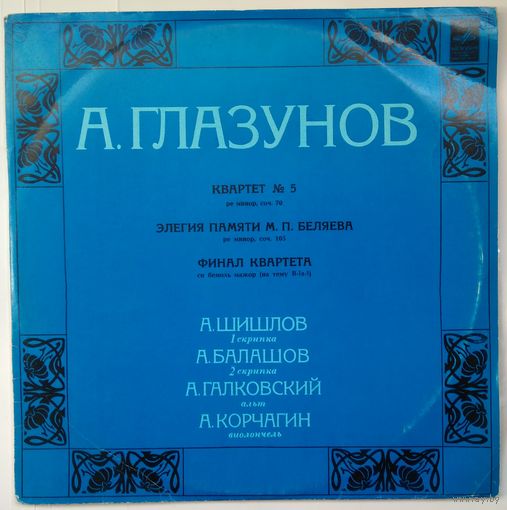 А. ГЛАЗУНОВ
КВАРТЕТ № 5
ре минор, соч. 70
ЭЛЕГИЯ ПАМЯТИ М. П. БЕЛЯЕВА
ре минор, соч. 105
ФИНАЛ КВАРТЕТА
си бемоль мажор (на тему B-la-f)
А. ШИШЛОВ
1 скрипка
А. БАЛАШОВ
2 скрипка
А. ГАЛКОВСКИЙ
альт
А. КОРЧАГИН
виолончель